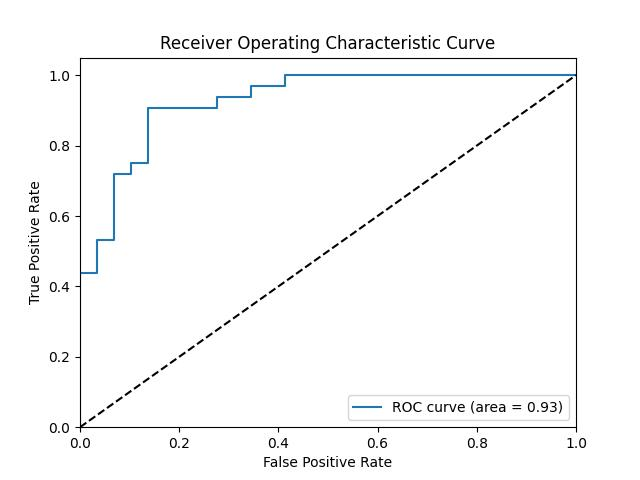 Receiver Operating Characteristic Curve
True Positive Rate
1.0
0.8
0.6
0.4
0.2
0.0
ROC curve (area = 0.93)
0.0 0.2 0.4 0.6 0.8 1.0
False Positive Rate